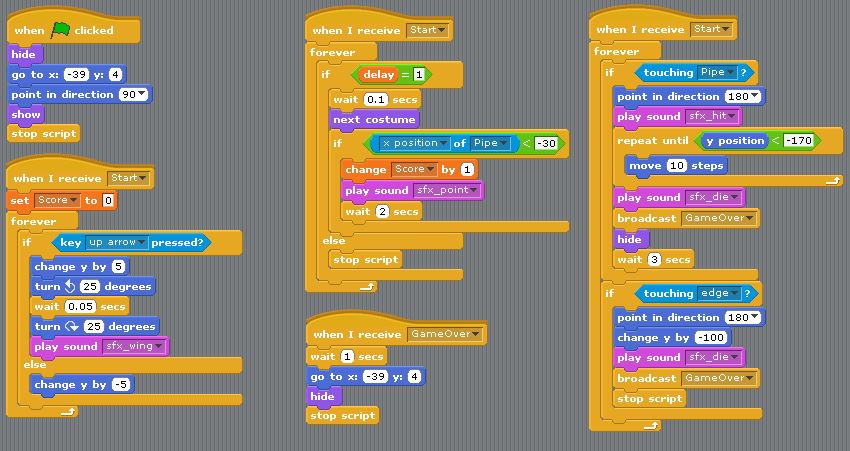 when clicked
hide
go to x: -39 y: 4
point in direction 90
show
stop script
when I receive Start
set Score to 0
forever
if key up arrow pressed?
change y by 5
turn 25 degrees
wait 0.05 secs
turn 25 degrees
play sound sfx_wing
else
change y by -5
when I receive Start
forever
if delay = 1
wait 0.1 secs
next costume
if x position of Pipe < -30
change Score by 1
play sound sfx_point
wait 2 secs
else
stop script
when I receive GameOver
wait 1 secs
go to x: -39 y: 4
hide
stop script
when I receive Start
forever
if touching Pipe ?
point in direction 180
play sound sfx_hit
repeat until y position < -170
move 10 steps
play sound sfx_die
broadcast GameOver
hide
wait 3 secs
if touching edge ?
point in direction 180
change y by -100
play sound sfx_die
broadcast GameOver
stop script